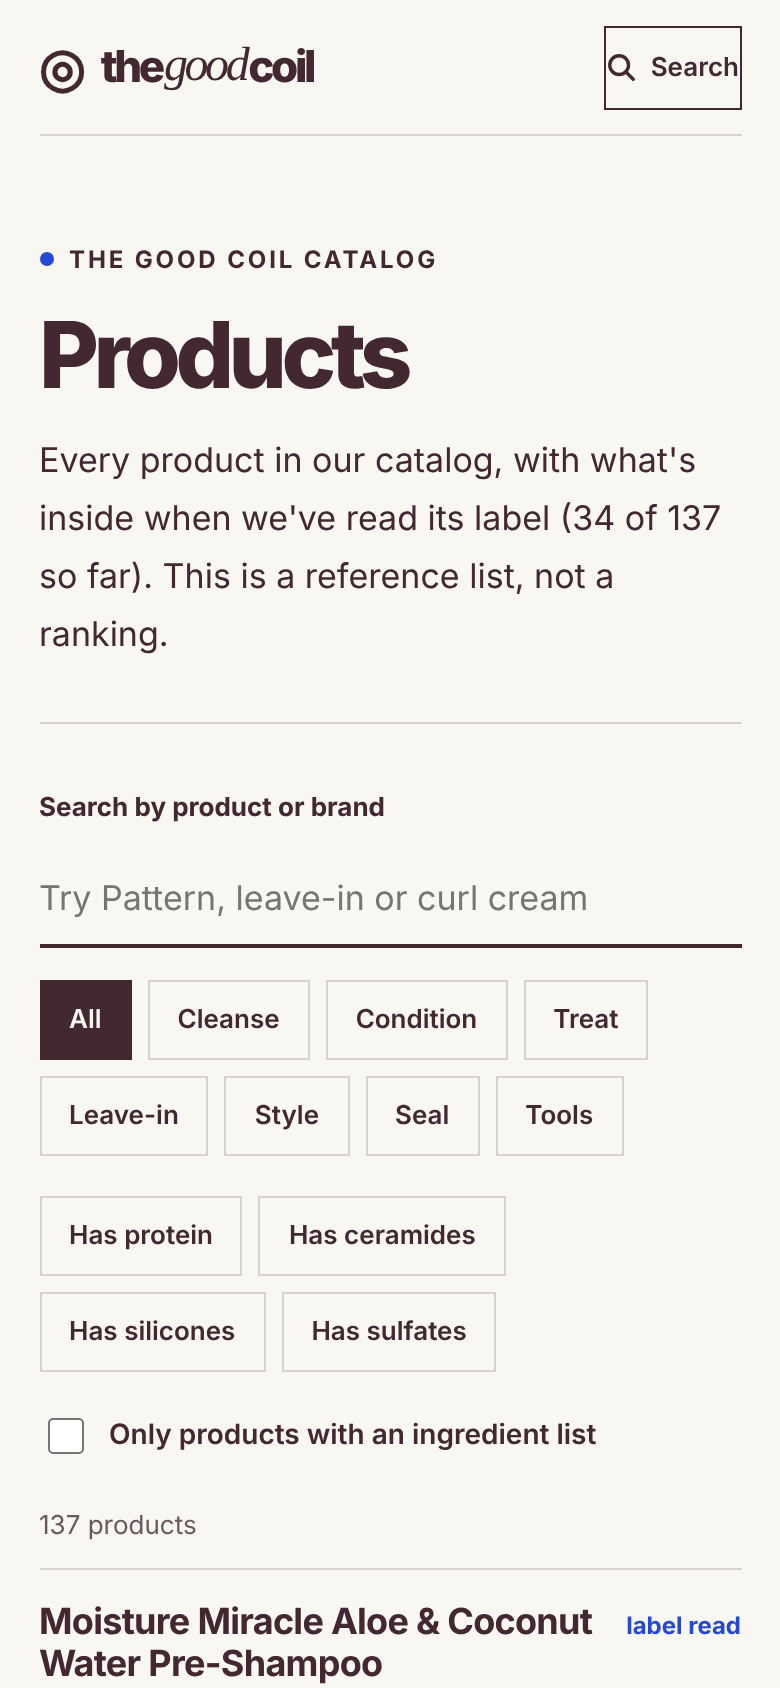 thegoodcoil
Search
THE GOOD COIL CATALOG
Products
Every product in our catalog, with what's
inside when we've read its label (34 of 137
so far). This is a reference list, not a
ranking.
Search by product or brand
Try Pattern, leave-in or curl cream
All Cleanse Condition Treat
Leave-in Style Seal Tools
Has protein Has ceramides
Has silicones Has sulfates
Only products with an ingredient list
137 products
Moisture Miracle Aloe & Coconut label read
Water Pre-Shampoo